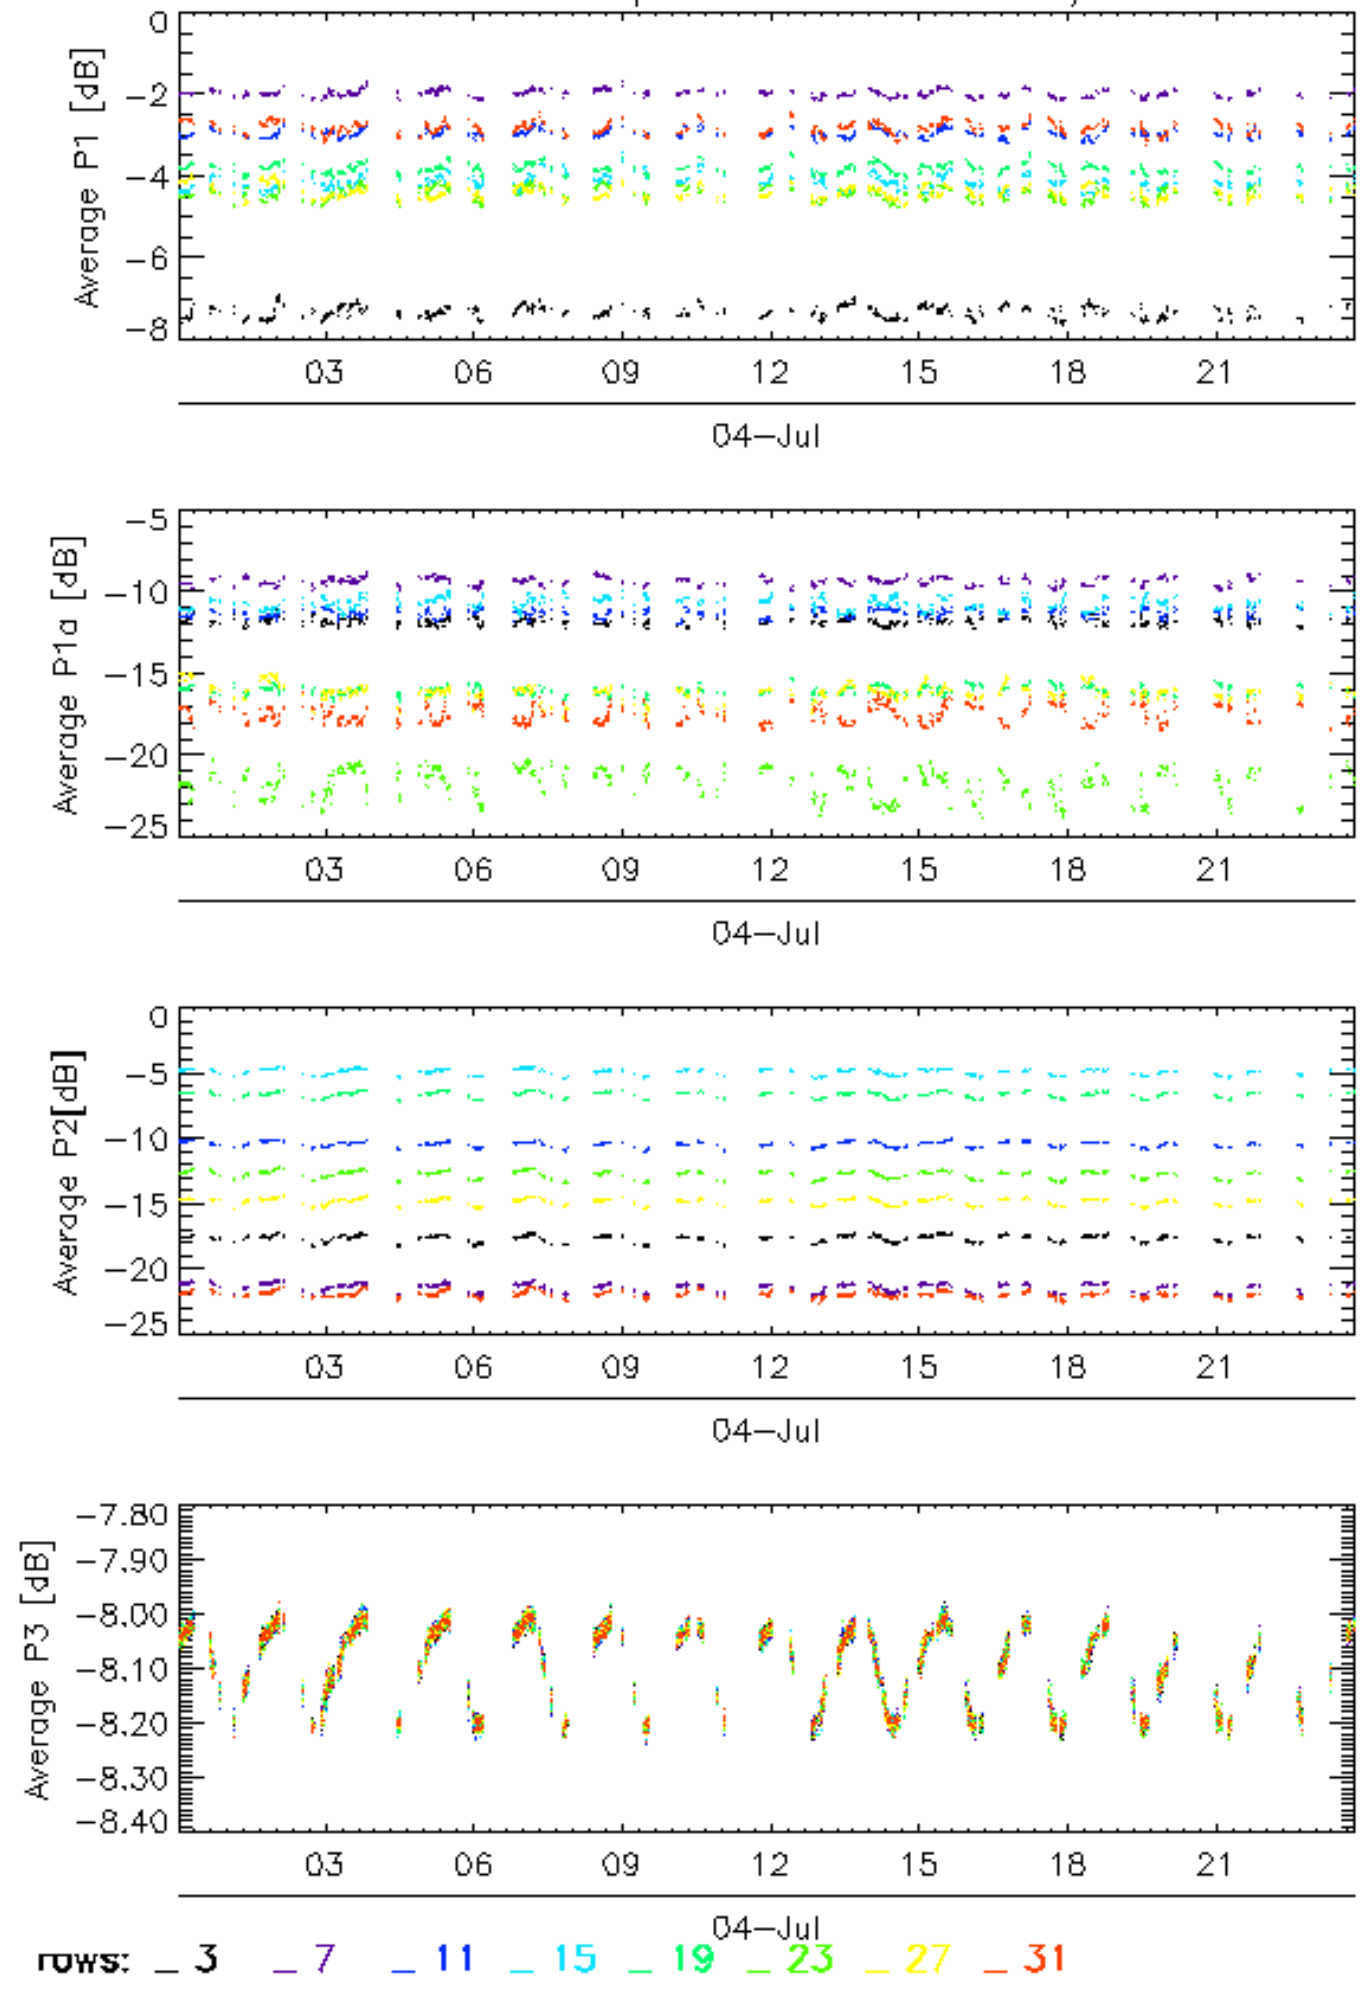 0
-2
-4
-6
-8
Average P1 [dB]
03 06 09 12 15 18 21
04-Jul
-5
-10
-15
-20
-25
Average P1a [dB]
03 06 09 12 15 18 21
04-Jul
0
-5
-10
-15
-20
-25
Average P2[dB]
03 06 09 12 15 18 21
04-Jul
-7.80
-7.90
-8.00
-8.10
-8.20
-8.30
-8.40
Average P3 [dB]
03 06 09 12 15 18 21
04-Jul
rows: _ 3 _ 7 _ 11 _ 15 _ 19 _ 23 _ 27 _ 31